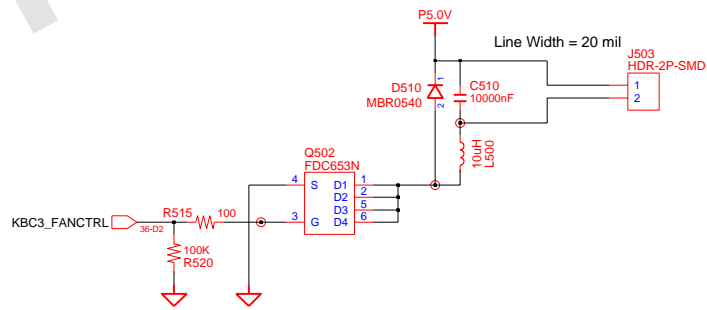 P5.0V
Line Width = 20 mil
J503
HDR-2P-SMD
1
2
D510
MBR0540
1
2
C510
10000nF
10uH
L500
Q502
FDC653N
4
S
D1
1
D2
2
D3
5
3
G
D4
6
KBC3_FANCTRL
36-D2
R515
100
100K
R520